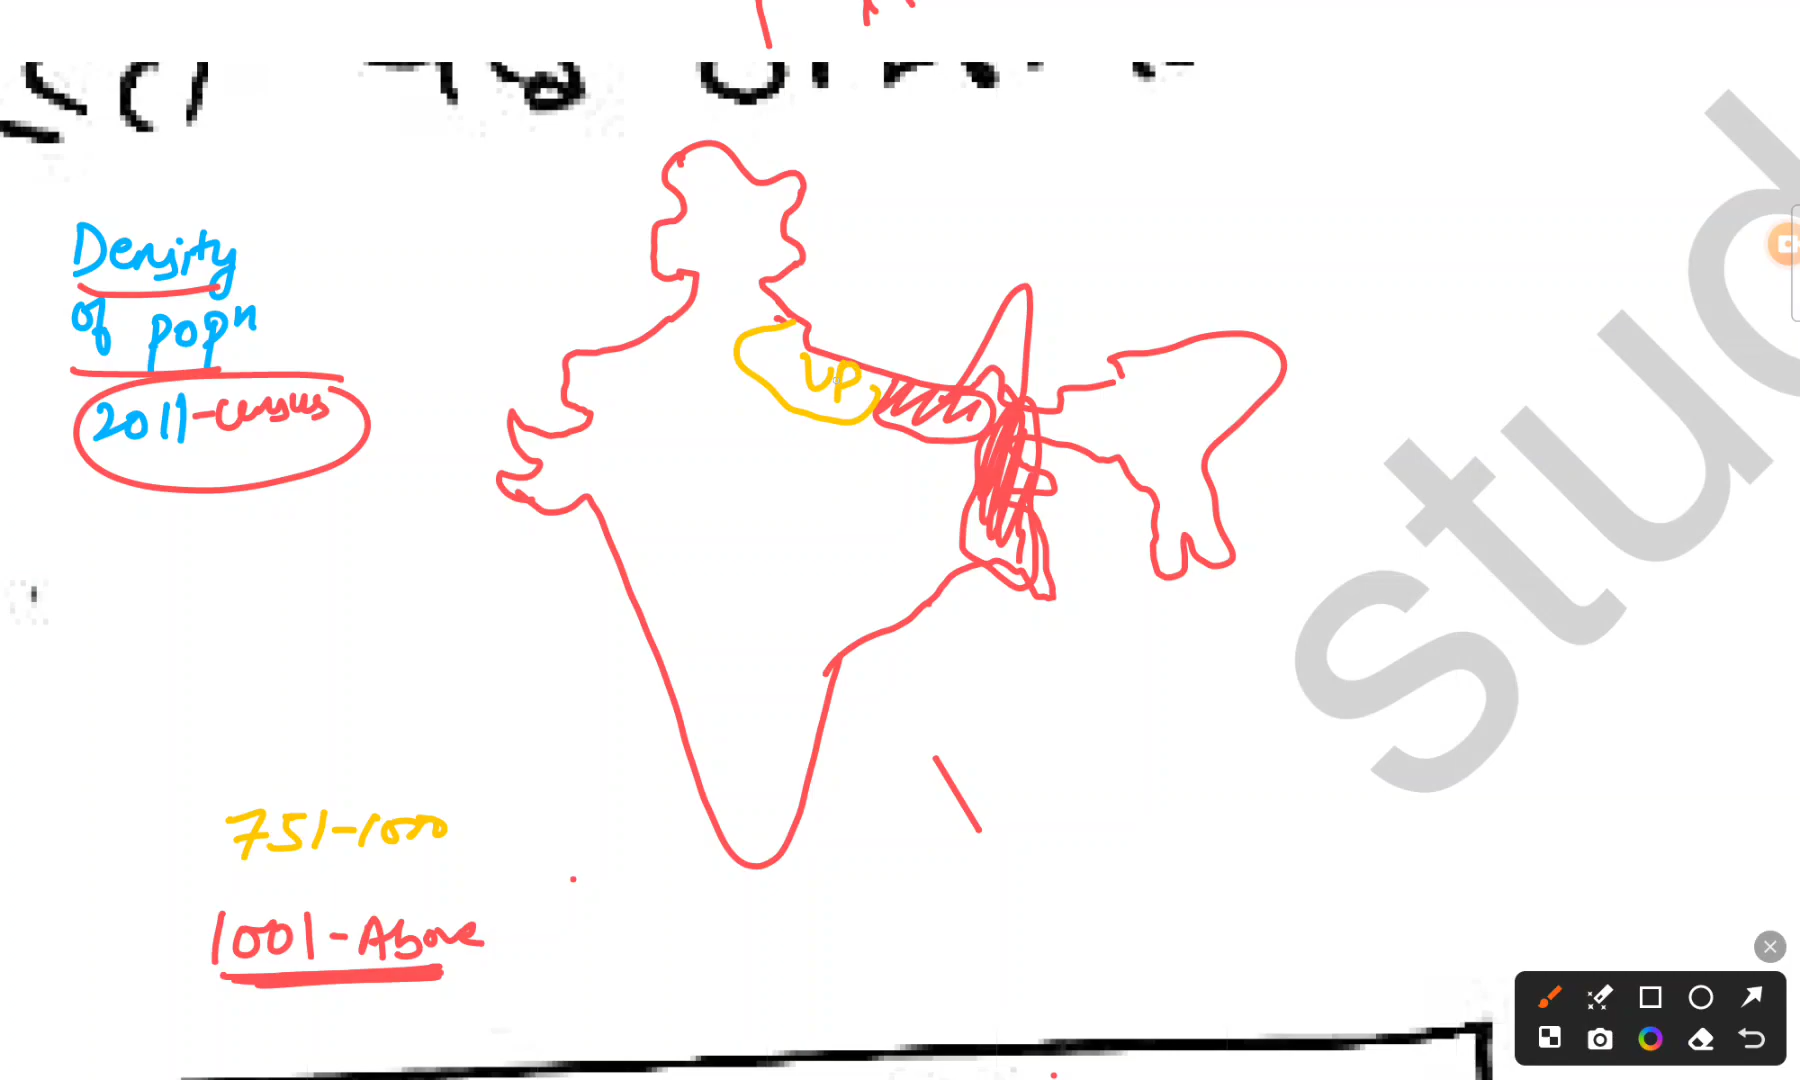 Density
of popn
2011-census
UP
751-1000
1001-Above
stud